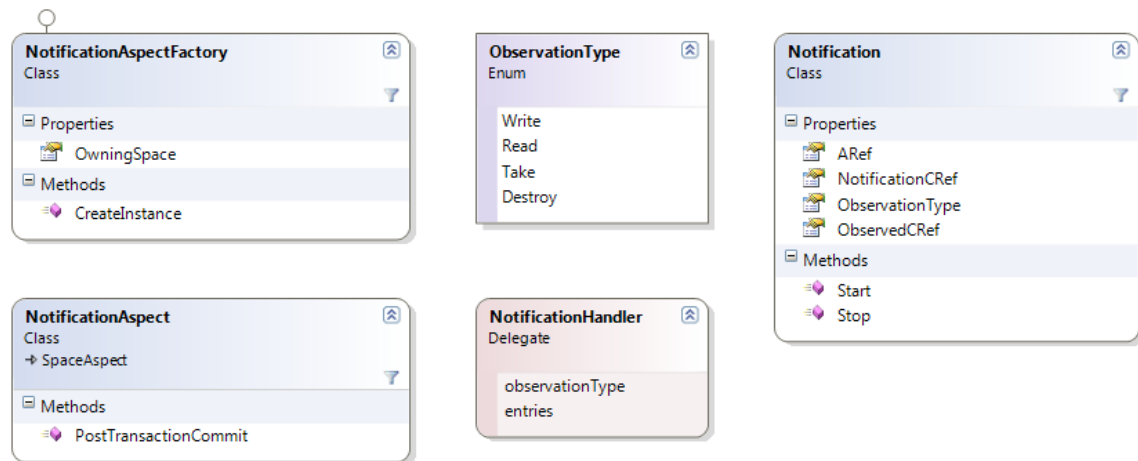 NotificationAspectFactory
Class
Properties
OwningSpace
Methods
CreateInstance
ObservationType
Enum
Write
Read
Take
Destroy
Notification
Class
Properties
ARef
NotificationCRef
ObservationType
ObservedCRef
Methods
Start
Stop
NotificationAspect
Class
SpaceAspect
Methods
PostTransactionCommit
NotificationHandler
Delegate
observationType
entries